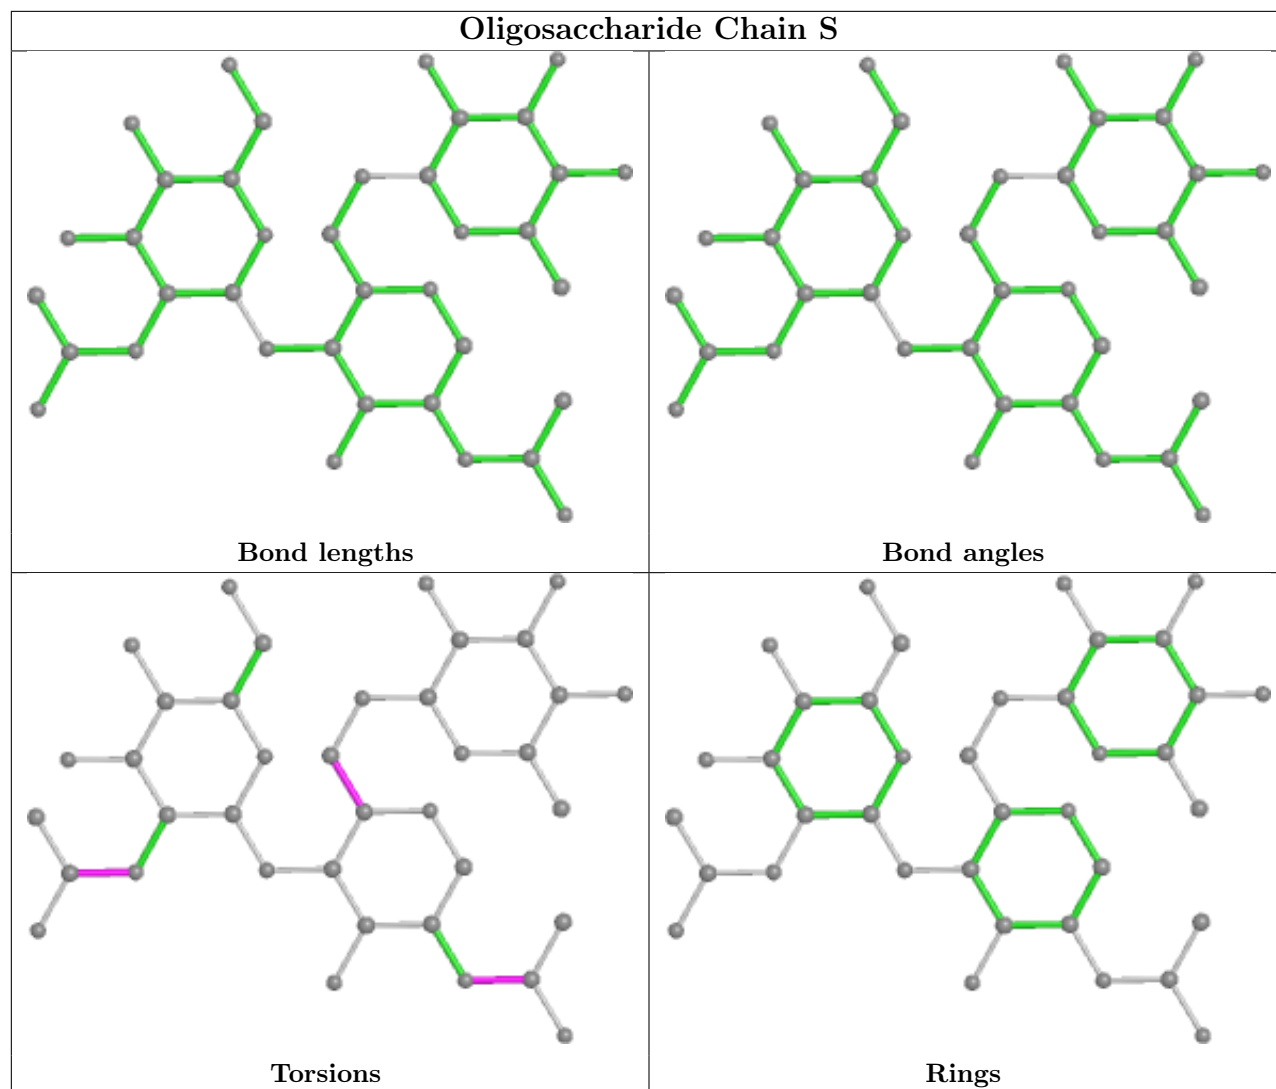 Oligosaccharide Chain S
Bond lengths
Bond angles
Torsions
Rings